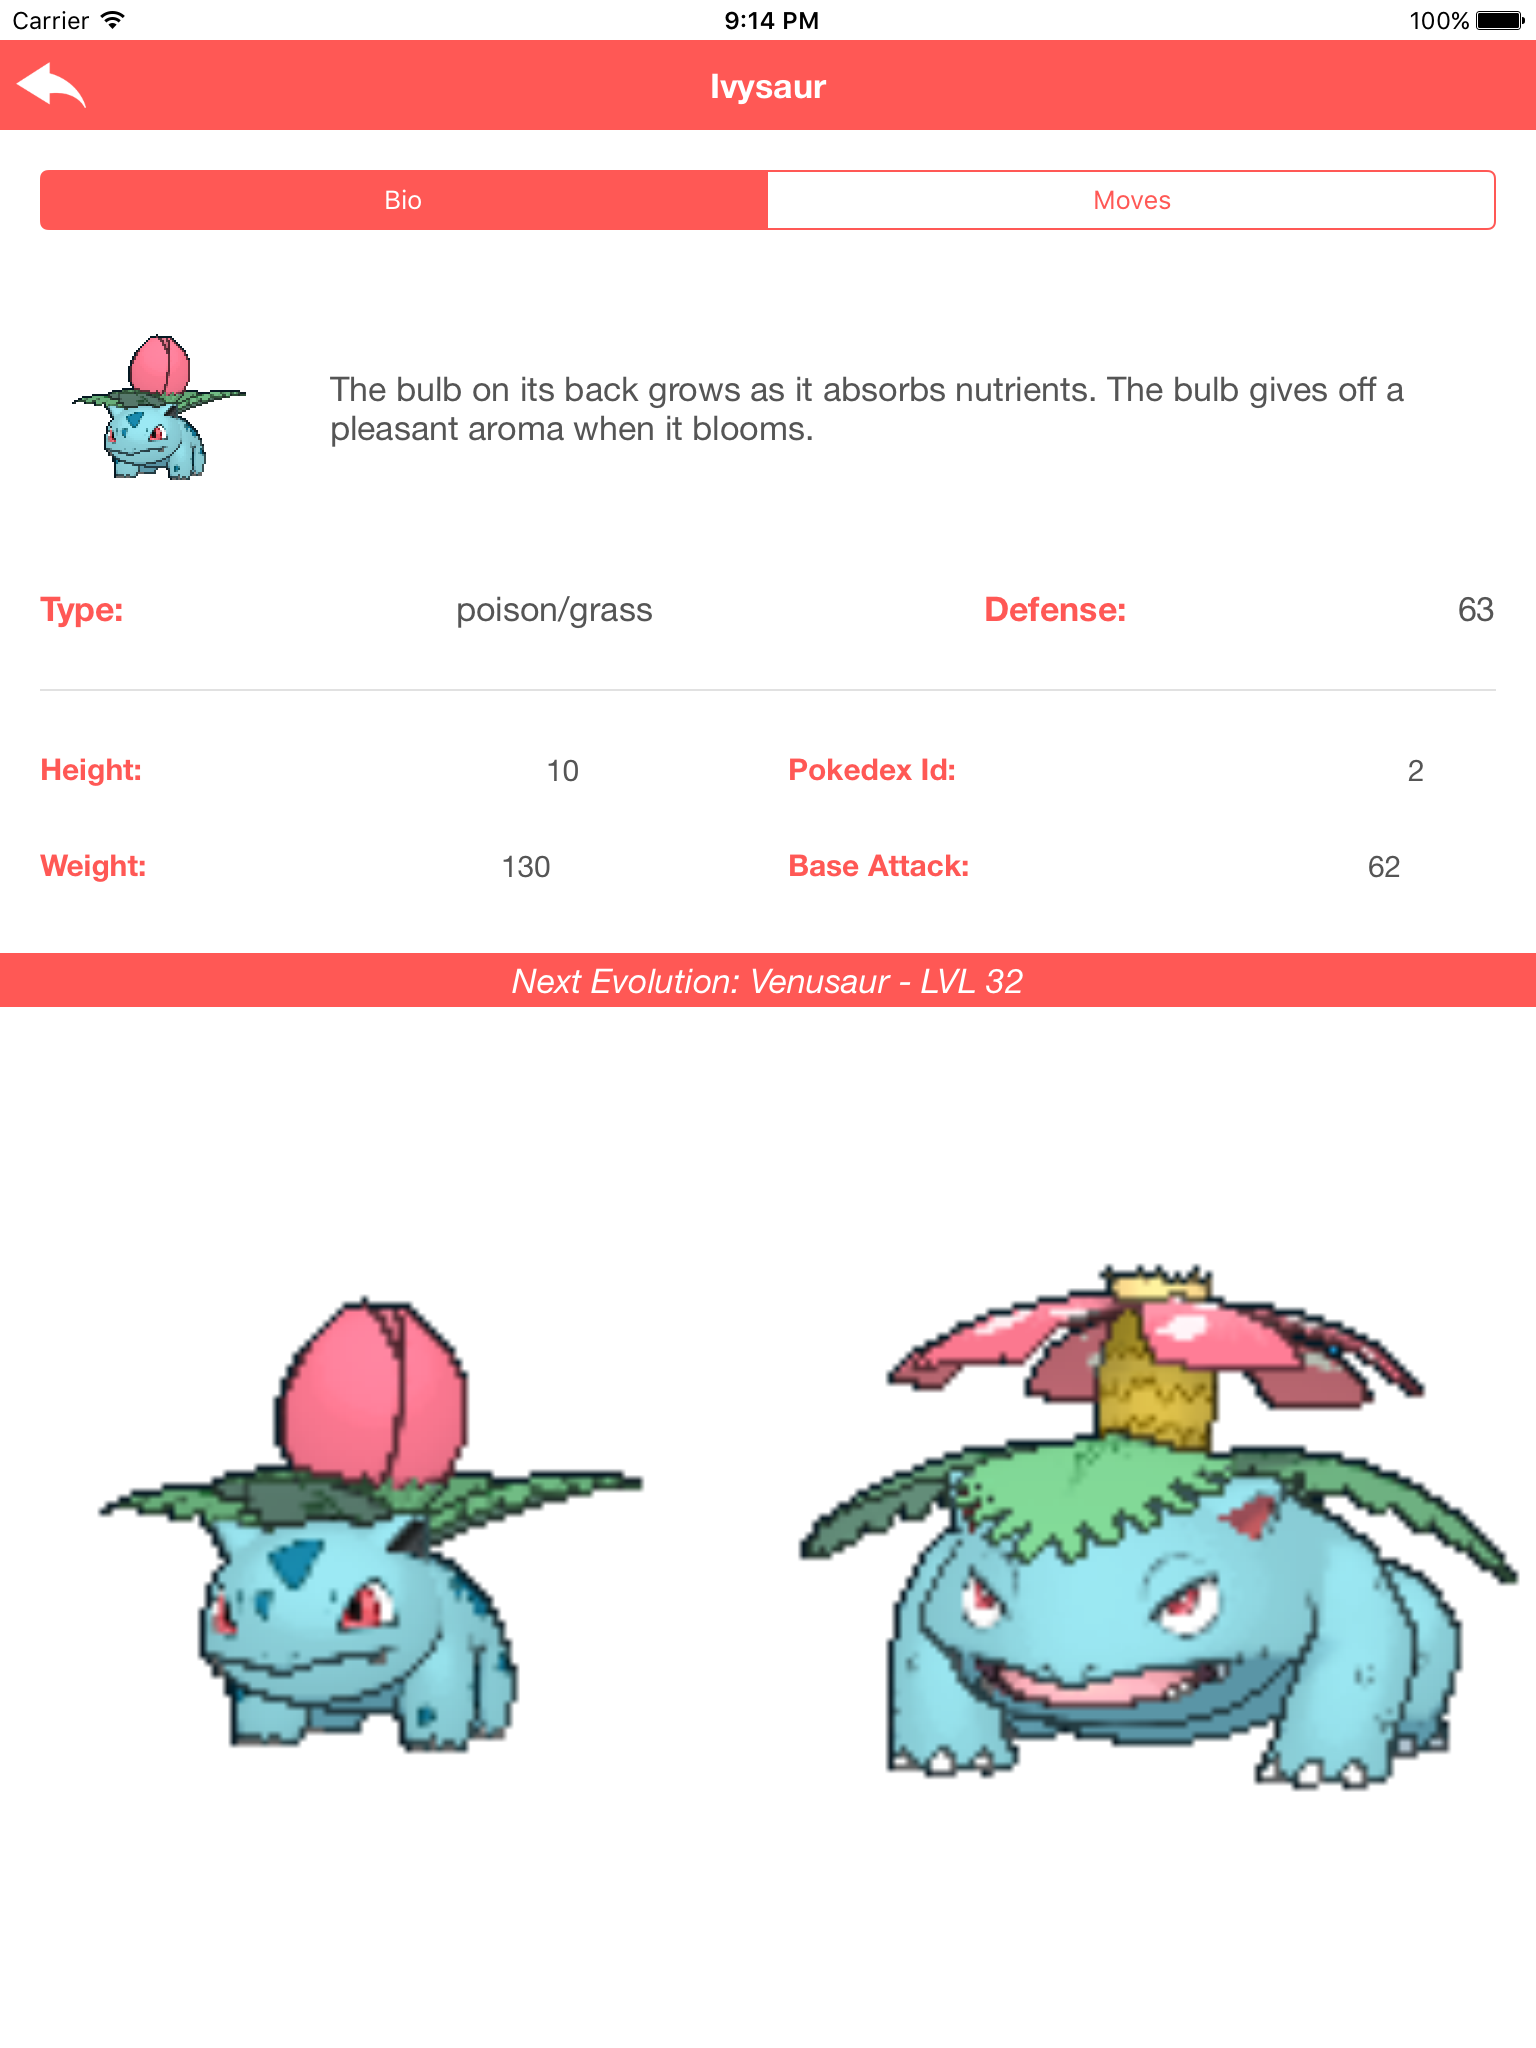 Carrier 9:14 PM 100%
Ivysaur
Bio Moves
The bulb on its back grows as it absorbs nutrients. The bulb gives off a
pleasant aroma when it blooms.
Type: poison/grass Defense: 63
Height: 10 Pokedex Id: 2
Weight: 130 Base Attack: 62
Next Evolution: Venusaur - LVL 32